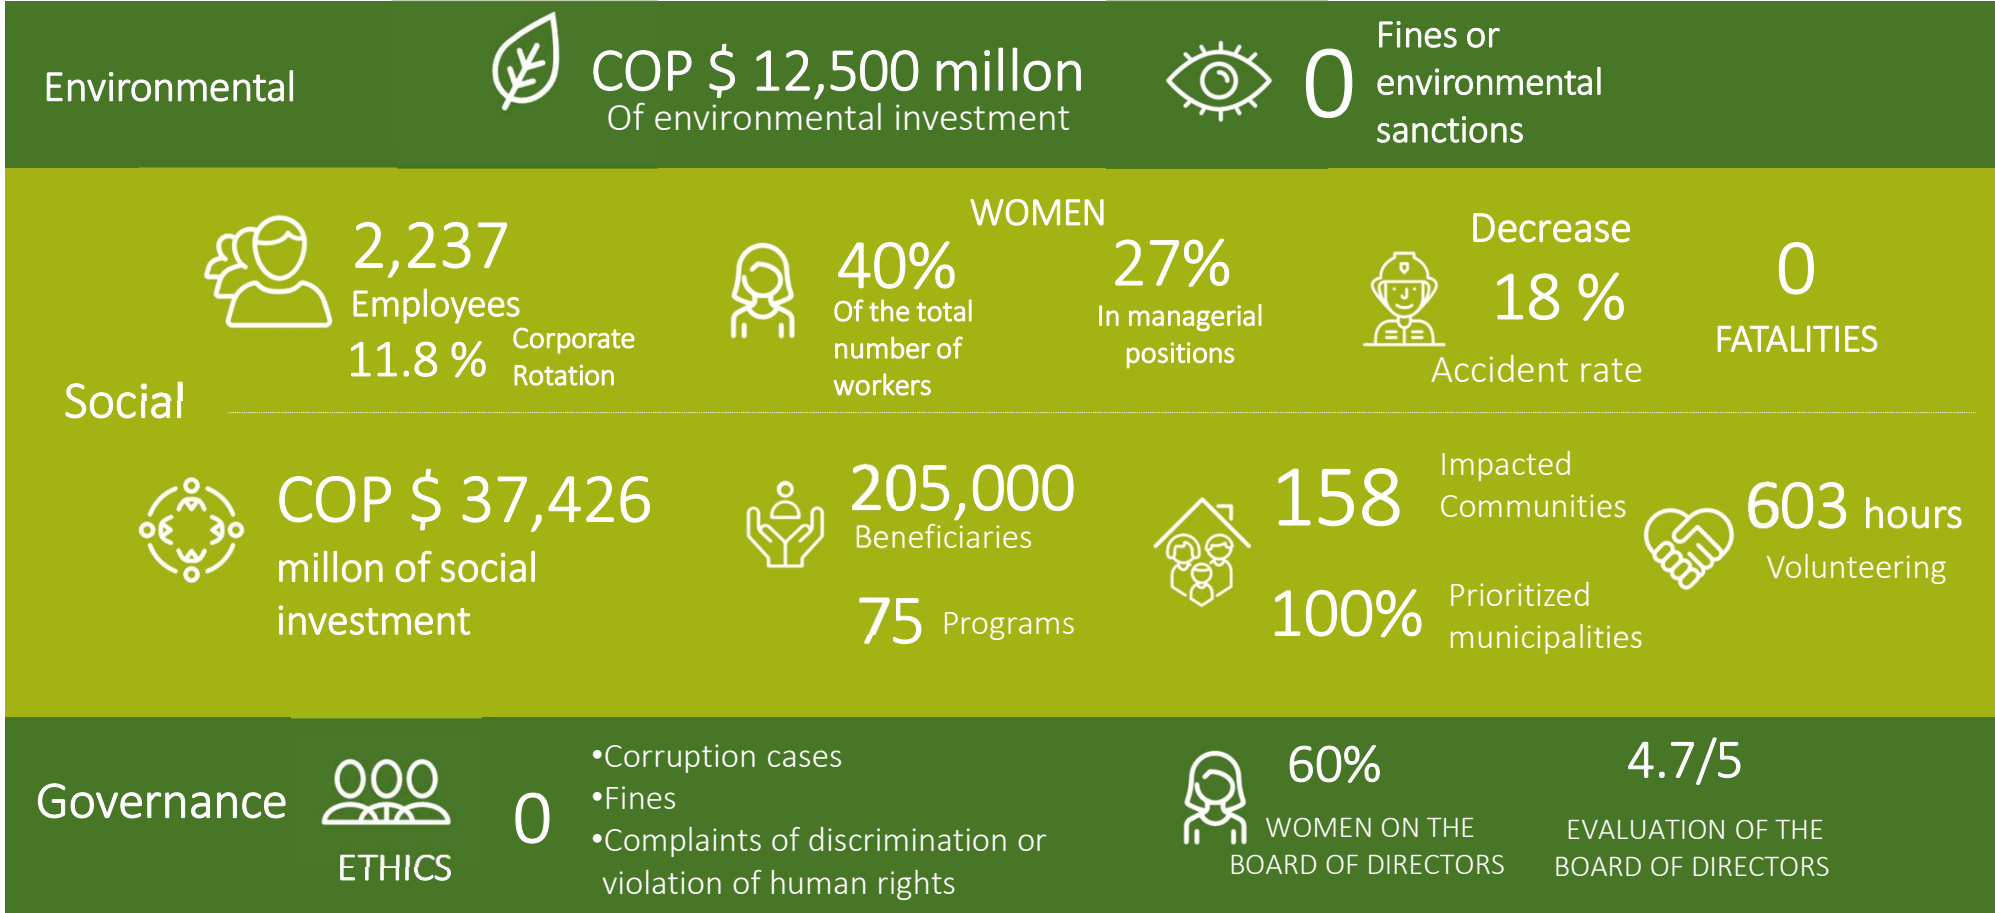 Environmental
COP $ 12,500 millon
Of environmental investment
0
Fines or
environmental
sanctions
Social
2,237
Employees
11.8 %
Corporate
Rotation
WOMEN
40%
Of the total
number of
workers
27%
In managerial
positions
Decrease
18 %
Accident rate
0
FATALITIES
COP $ 37,426
millon of social
investment
205,000
Beneficiaries
75 Programs
158
Impacted
Communities
100%
Prioritized
municipalities
603 hours
Volunteering
Governance
ETHICS
0
•Corruption cases
•Fines
•Complaints of discrimination or
violation of human rights
60%
WOMEN ON THE
BOARD OF DIRECTORS
4.7/5
EVALUATION OF THE
BOARD OF DIRECTORS